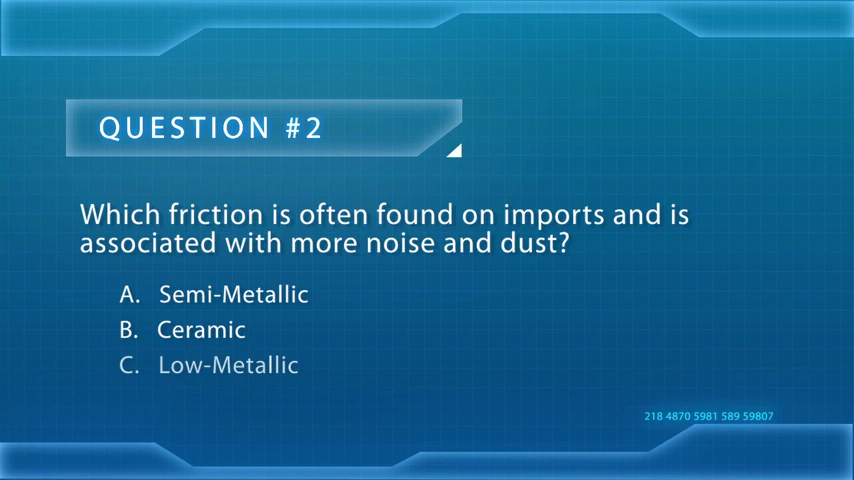 QUESTION #2
Which friction is often found on imports and is
associated with more noise and dust?
A. Semi-Metallic
B. Ceramic
C. Low-Metallic
218 4870 5981 589 59807